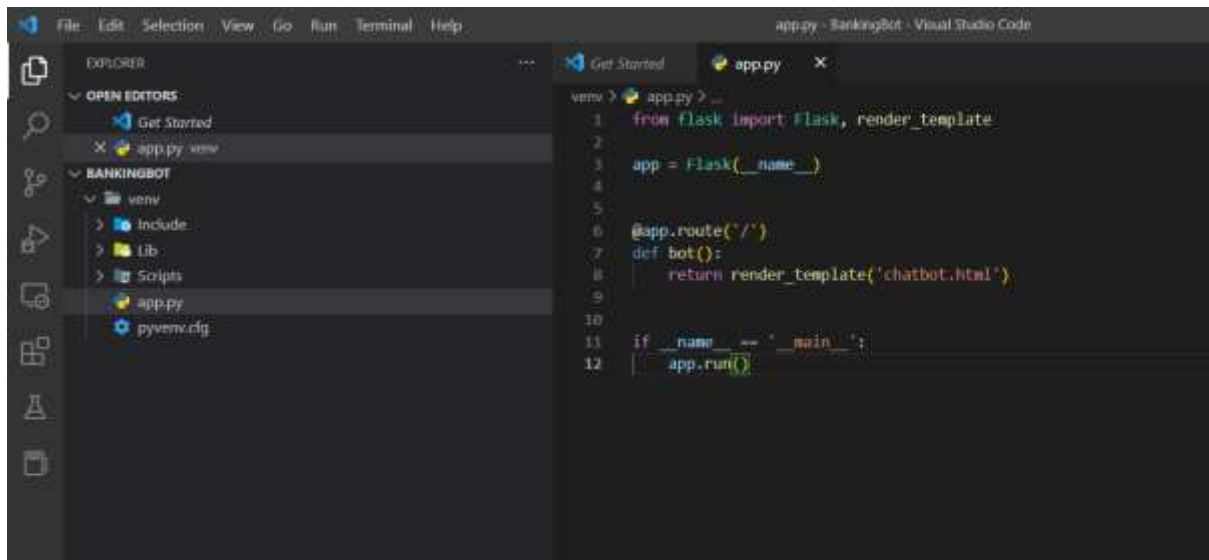 File Edit Selection View Go Run Terminal Help app.py - BankingBot - Visual Studio Code
EXPLORER ...
OPEN EDITORS
Get Started
app.py venv
BANKINGBOT
venv
Include
Lib
Scripts
app.py
pyvenv.cfg
Get Started app.py
venv > app.py > ...
1 from flask import Flask, render_template
2
3 app = Flask(__name__)
4
5
6 @app.route('/')
7 def bot():
8 return render_template('chatbot.html')
9
10
11 if __name__ == '__main__':
12 app.run()